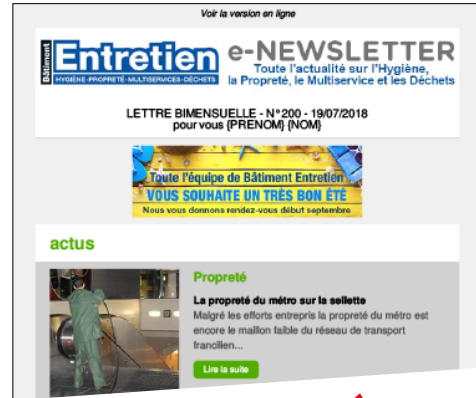 Voir la version en ligne
Bâtiment
Entretien
HYGIÈNE-PROPRETÉ-MULTISERVICES-DÉCHETS
e-NEWSLETTER
Toute l'actualité sur l'Hygiène,
la Propreté, le Multiservice et les Déchets
LETTRE BIMENSUELLE - N°200 - 19/07/2018
pour vous {PRENOM} {NOM}
Toute l'équipe de Bâtiment Entretien
VOUS SOUHAITE UN TRÈS BON ÉTÉ
Nous vous donnons rendez-vous début septembre
actus
Propreté
La propreté du métro sur la sellette
Malgré les efforts entrepris la propreté du métro est
encore le maillon faible du réseau de transport
francilien...
Lire la suite